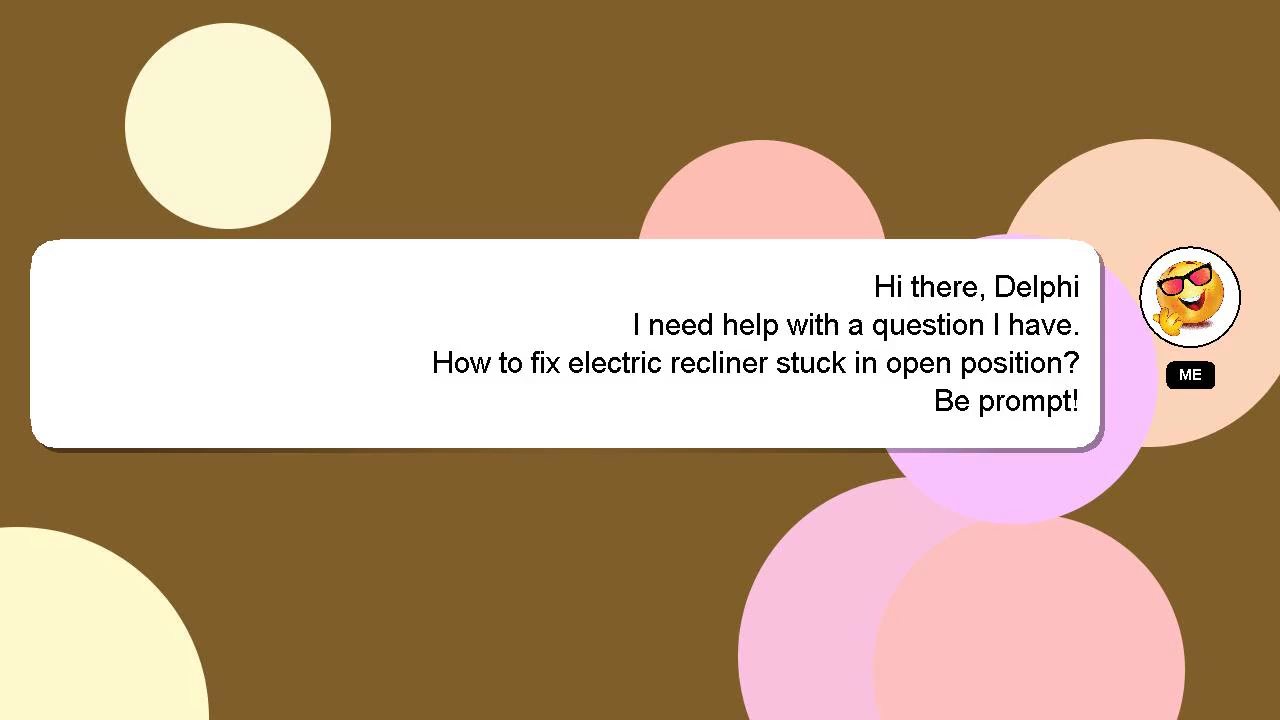 Hi there, Delphi
I need help with a question I have.
How to fix electric recliner stuck in open position?
Be prompt!
ME